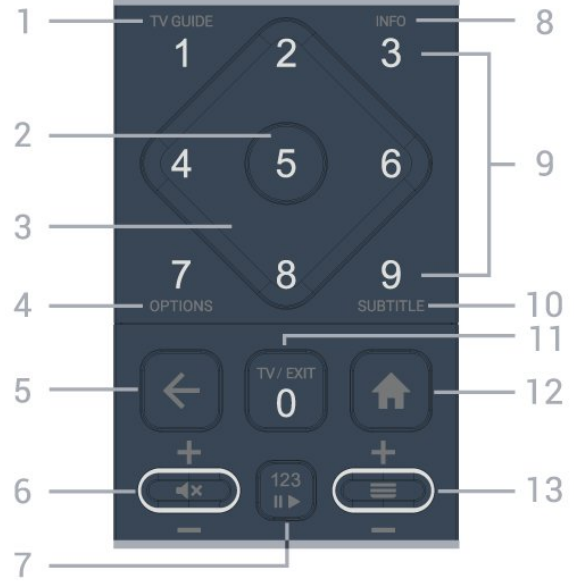 1 TV GUIDE INFO 8
1 2 3
2 9
4 5 6
3
7 8 9
4 OPTIONS SUBTITLE 10
11
5 TV / EXIT 12
0
+ +
6 13
123
- -
7